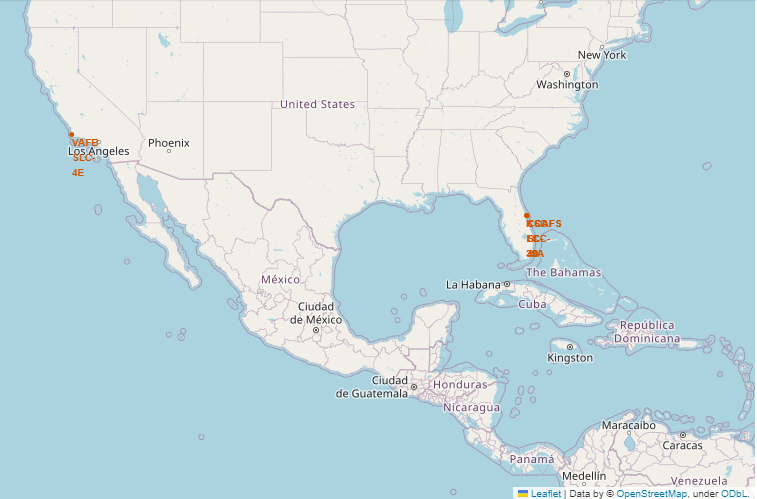 New York
Washington
United States
Phoenix
VAFB
Los Angeles
SLC-
4E
CCAFS
The Bahamas
La Habana
México
Cuba
Ciudad
de México
República
Dominicana
Kingston
Ciudad
de Guatemala
Honduras
Nicaragua
Maracaibo
Caracas
Panamá
Medellín
Venezuela
Leaflet | Data by © OpenStreetMap, under ODbL.